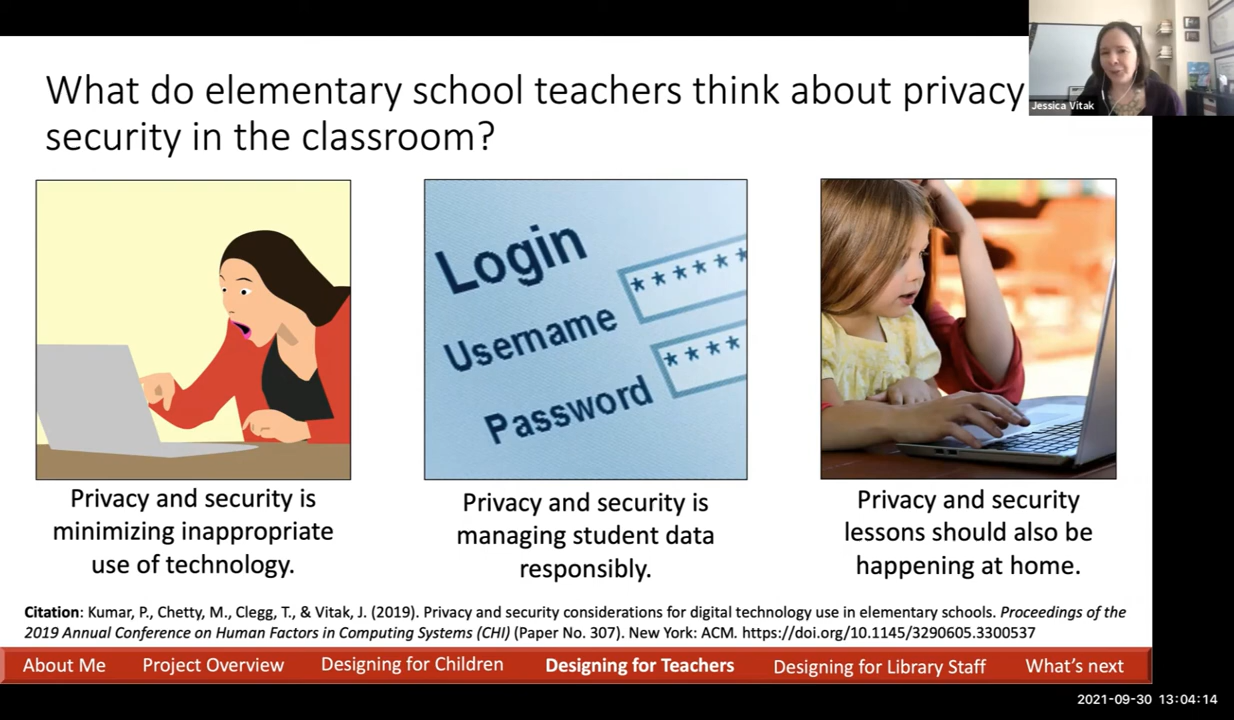 What do elementary school teachers think about privacy
security in the classroom?
Jessica Vitak
Login
Username
******
Password
****
Privacy and security is
minimizing inappropriate
use of technology.
Privacy and security is
managing student data
responsibly.
Privacy and security
lessons should also be
happening at home.
Citation: Kumar, P., Chetty, M., Clegg, T., & Vitak, J. (2019). Privacy and security considerations for digital technology use in elementary schools. Proceedings of the
2019 Annual Conference on Human Factors in Computing Systems (CHI) (Paper No. 307). New York: ACM. https://doi.org/10.1145/3290605.3300537
About Me Project Overview Designing for Children Designing for Teachers Designing for Library Staff What's next
2021-09-30 13:04:14